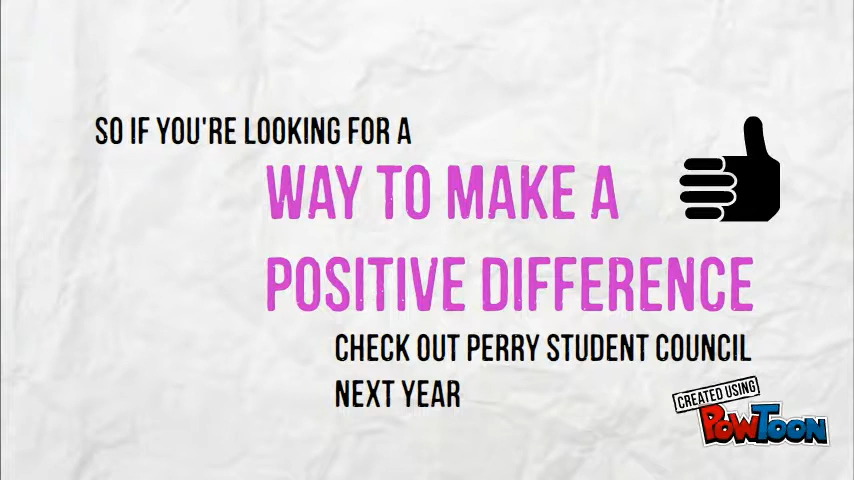 SO IF YOU'RE LOOKING FOR A
WAY TO MAKE A
POSITIVE DIFFERENCE
CHECK OUT PERRY STUDENT COUNCIL
NEXT YEAR
CREATED USING
POWTOON